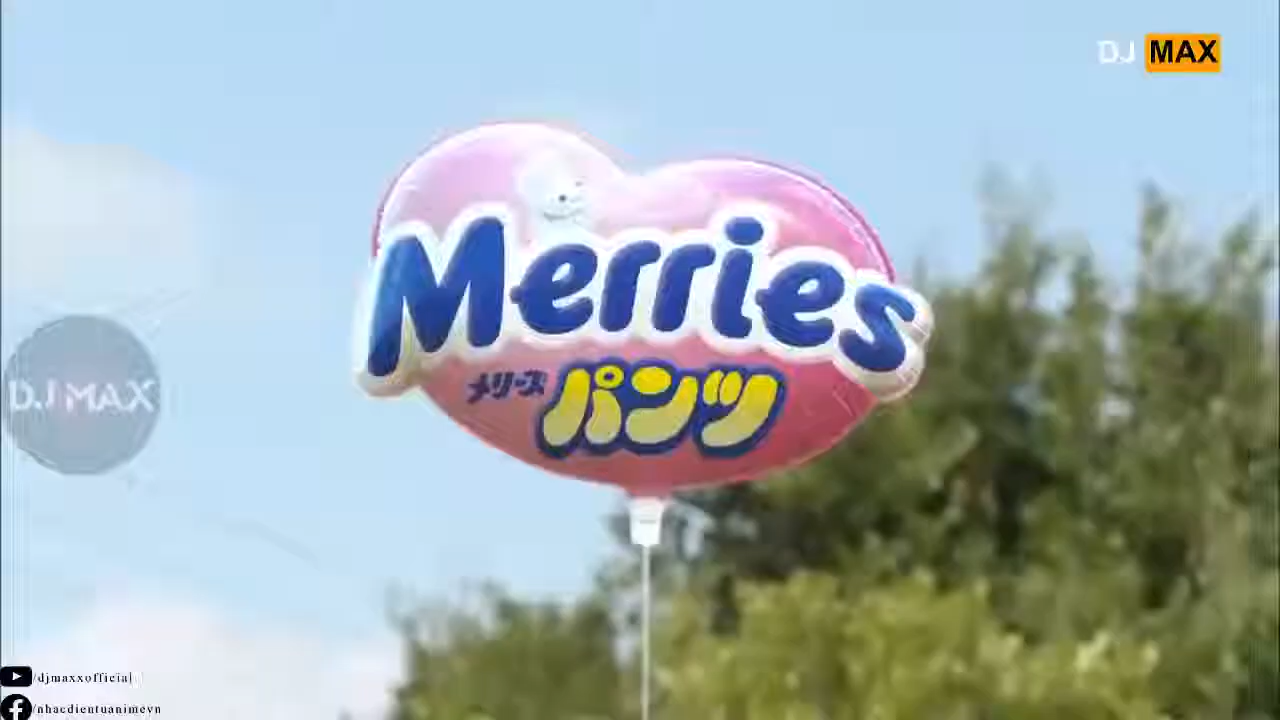 DJ MAX
Merries
メリーズ パンツ
DJ MAX
/djmaxxofficial
/nhacdientuanimevn